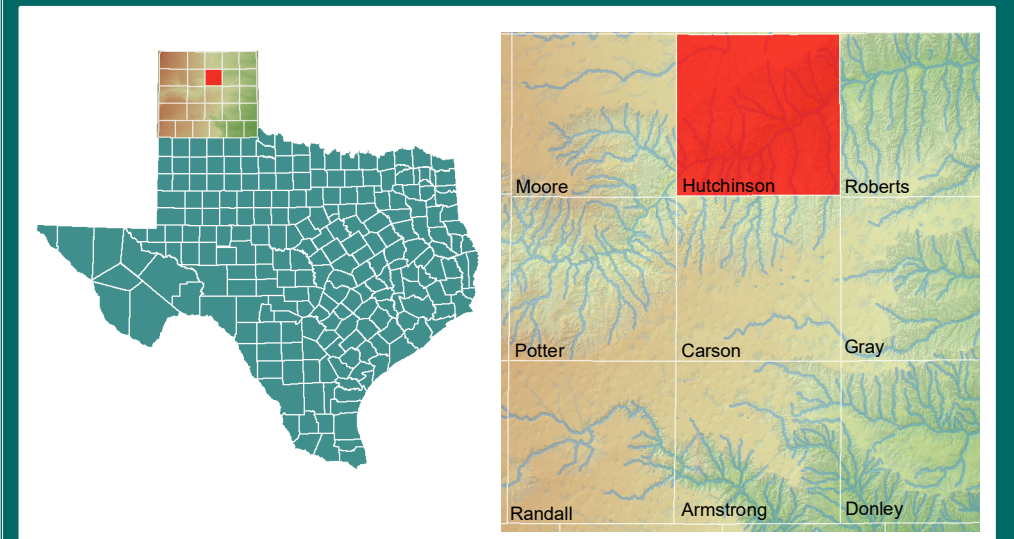 Moore
Hutchinson
Roberts
Potter
Carson
Gray
Randall
Armstrong
Donley